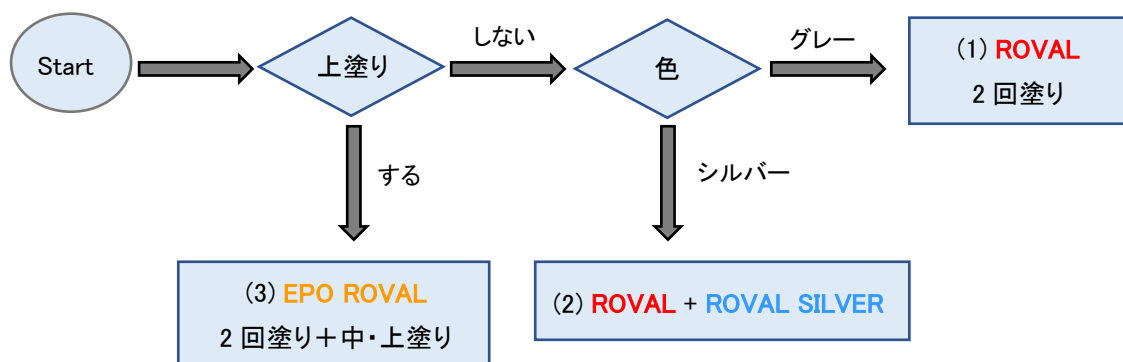 Start
上塗り
しない
色
グレー
(1) ROVAL
2 回塗り
する
シルバー
(3) EPO ROVAL
2 回塗り＋中・上塗り
(2) ROVAL + ROVAL SILVER